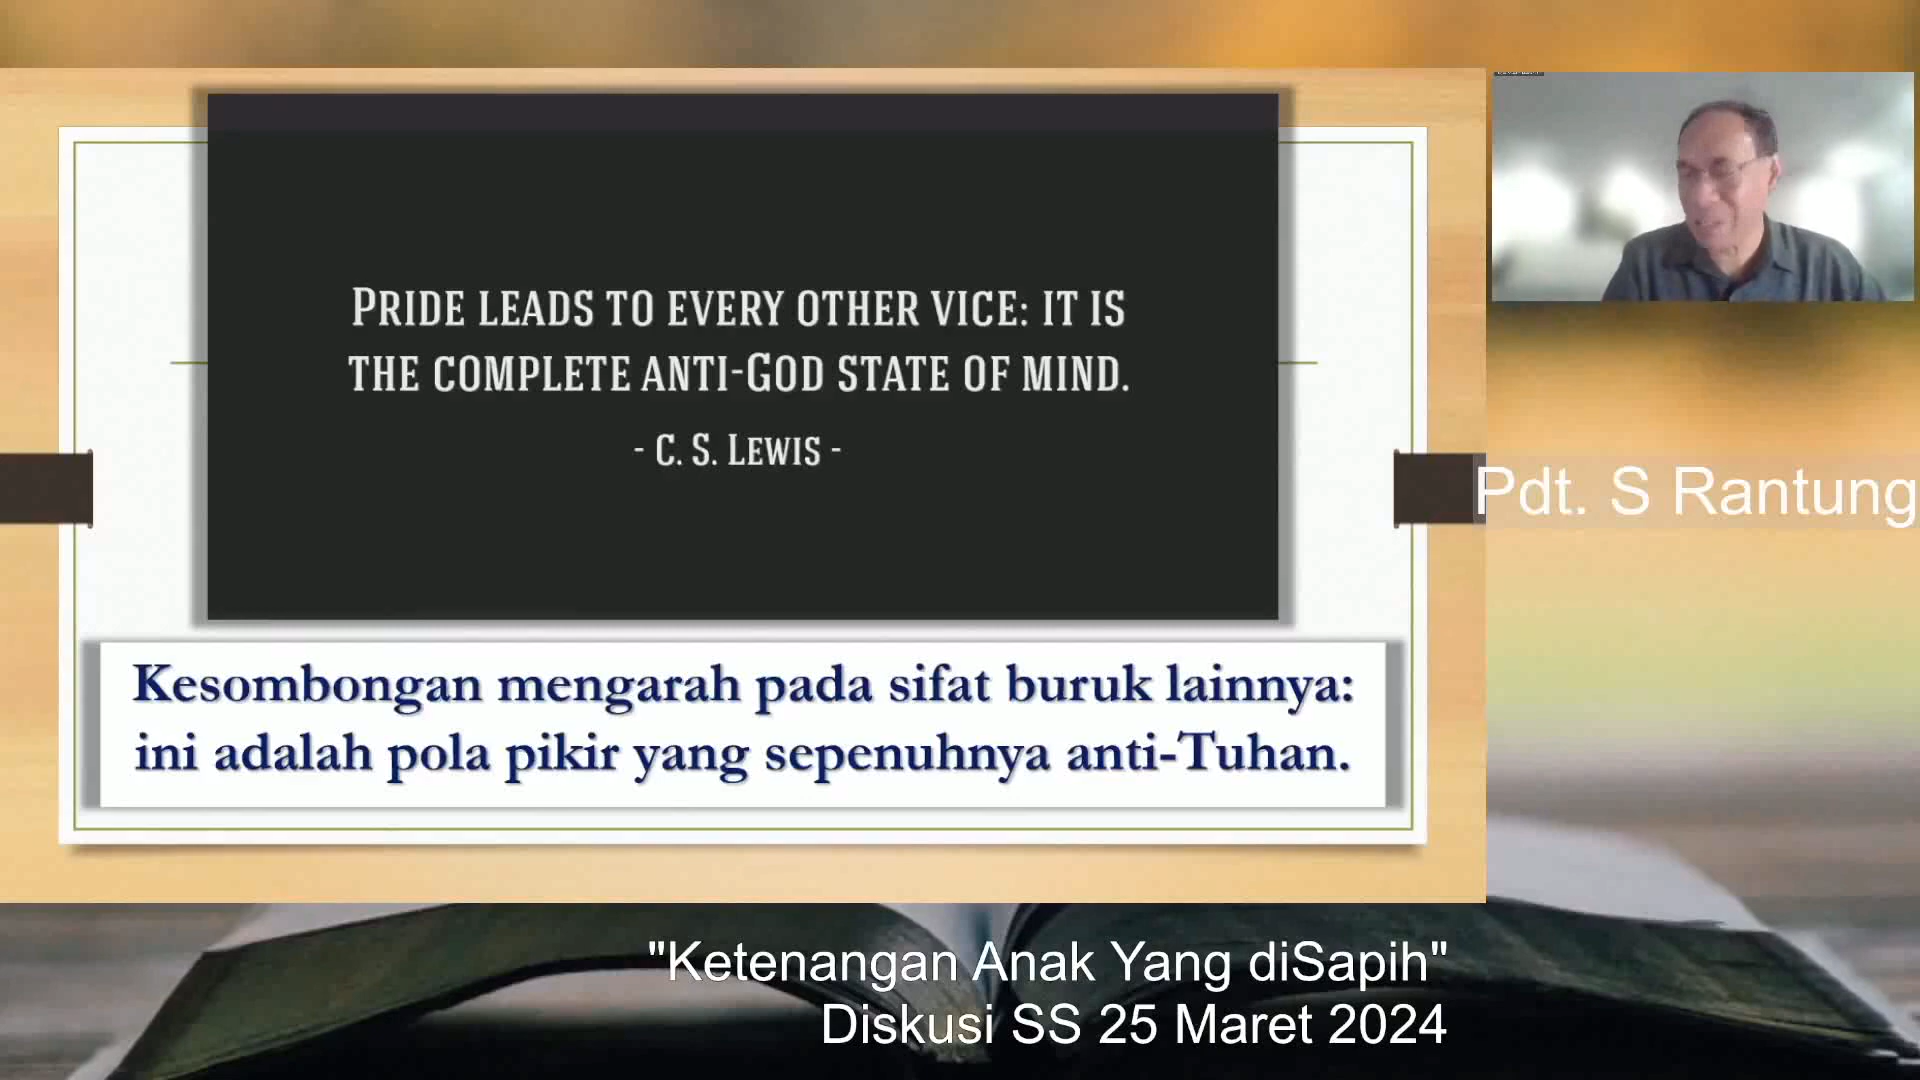 Pride leads to every other vice: it is
the complete anti-God state of mind.
- C. S. Lewis -
Kesombongan mengarah pada sifat buruk lainnya:
ini adalah pola pikir yang sepenuhnya anti-Tuhan.
Pdt. S Rantung
"Ketenangan Anak Yang diSapih"
Diskusi SS 25 Maret 2024